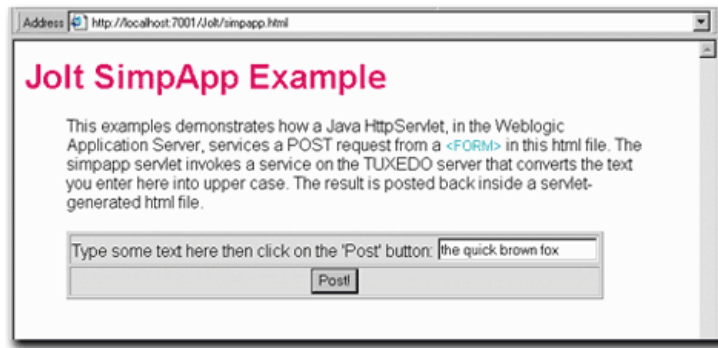 Address http://localhost:7001/Jolt/simpapp.html
Jolt SimpApp Example
This examples demonstrates how a Java HttpServlet, in the Weblogic
Application Server, services a POST request from a <FORM> in this html file. The
simpapp servlet invokes a service on the TUXEDO server that converts the text
you enter here into upper case. The result is posted back inside a servlet-
generated html file.
Type some text here then click on the 'Post' button: the quick brown fox
Post!